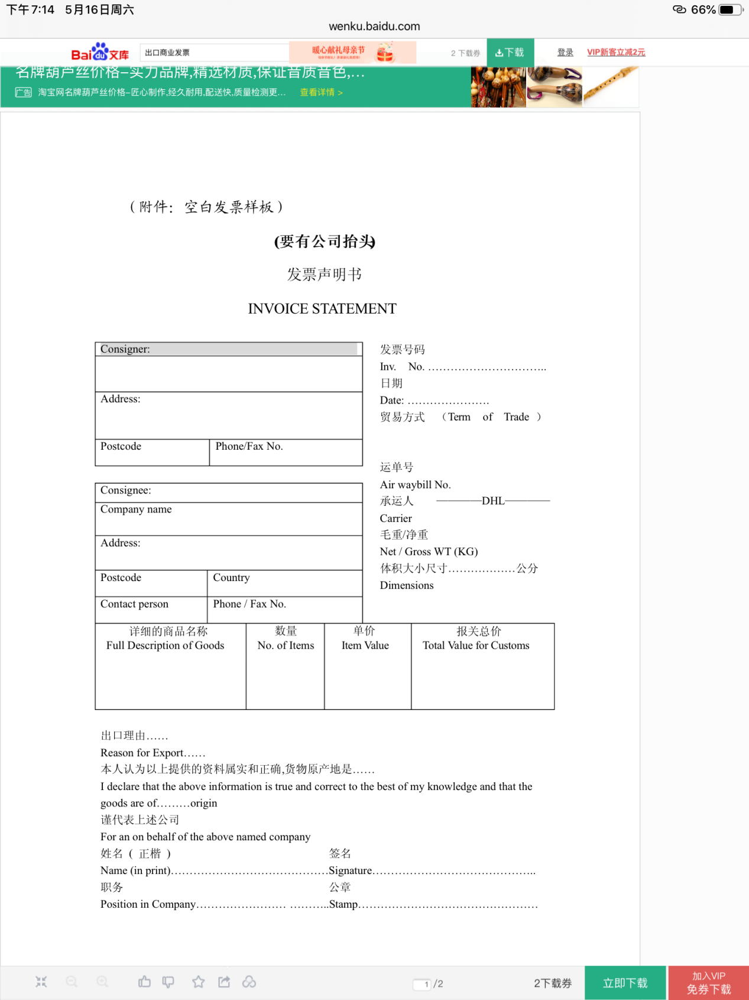 下午7:14 5月16日周六
66%
wenku.baidu.com
Bai du 文库 出口商业发票 暖心献礼母亲节 2 下载券 下载 登录 VIP新客立减2元
名牌葫芦丝价格-实力品牌,精选材质,保证音质音色,...
广告 淘宝网名牌葫芦丝价格-匠心制作,经久耐用,配送快,质量检测更... 查看详情 >
（附件：空白发票样板）
(要有公司抬头)
发票声明书
INVOICE STATEMENT
Consigner:
Address:
Postcode Phone/Fax No.
发票号码
Inv. No. …………………………..
日期
Date: ………………….
贸易方式 （Term of Trade ）
运单号
Air waybill No.
承运人 ————DHL————
Carrier
毛重/净重
Net / Gross WT (KG)
体积大小尺寸………………公分
Dimensions
Consignee:
Company name
Address:
Postcode Country
Contact person Phone / Fax No.
详细的商品名称 数量 单价 报关总价
Full Description of Goods No. of Items Item Value Total Value for Customs
出口理由……
Reason for Export……
本人认为以上提供的资料属实和正确,货物原产地是……
I declare that the above information is true and correct to the best of my knowledge and that the
goods are of………origin
谨代表上述公司
For an on behalf of the above named company
姓名 ( 正楷 ) 签名
Name (in print)……………………………………Signature……………………………………..
职务 公章
Position in Company…………………… ………..Stamp…………………………………………
1 /2 2下载券 立即下载 加入VIP
免券下载